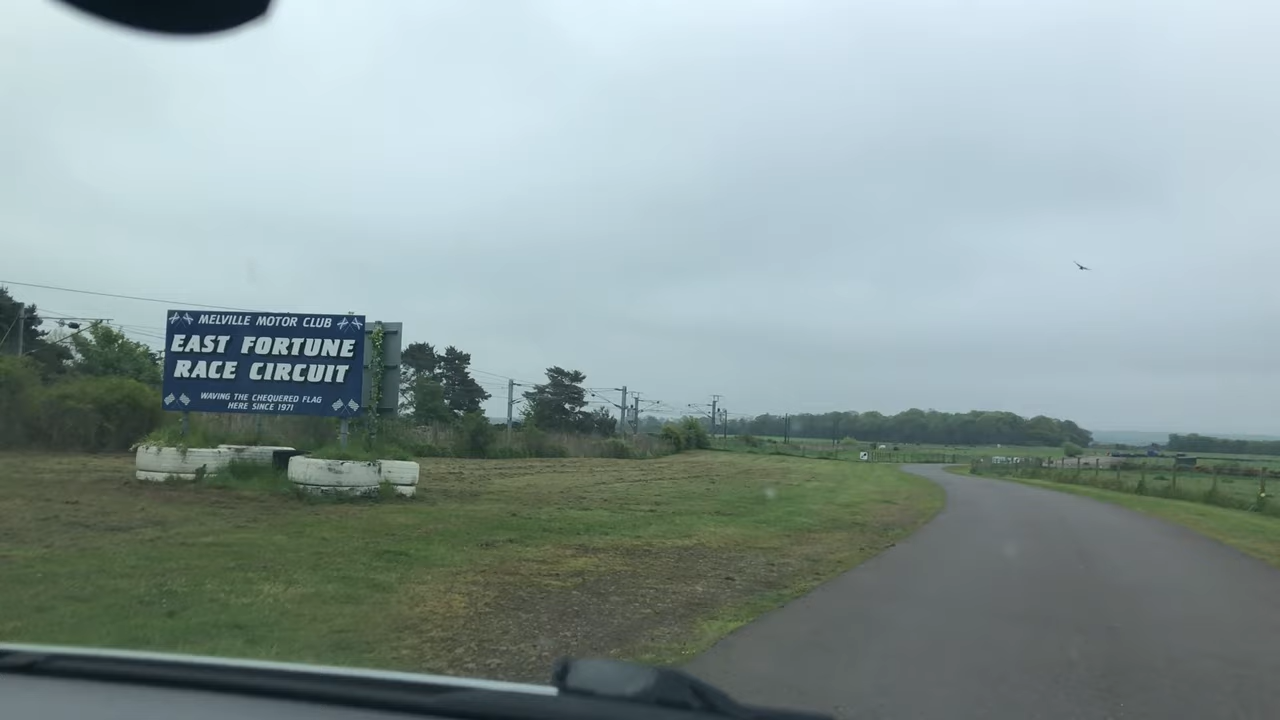 MELVILLE MOTOR CLUB
EAST FORTUNE
RACE CIRCUIT
WAVING THE CHEQUERED FLAG
HERE SINCE 1971